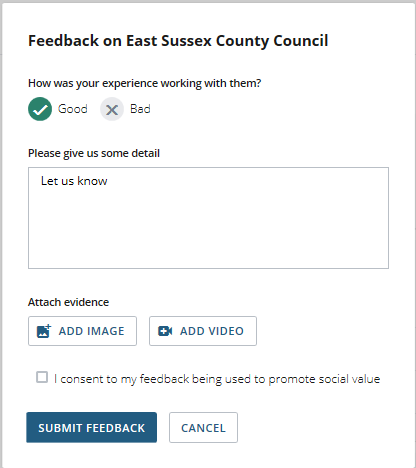 Feedback on East Sussex County Council
How was your experience working with them?
Good Bad
Please give us some detail
Let us know
Attach evidence
ADD IMAGE ADD VIDEO
I consent to my feedback being used to promote social value
SUBMIT FEEDBACK CANCEL